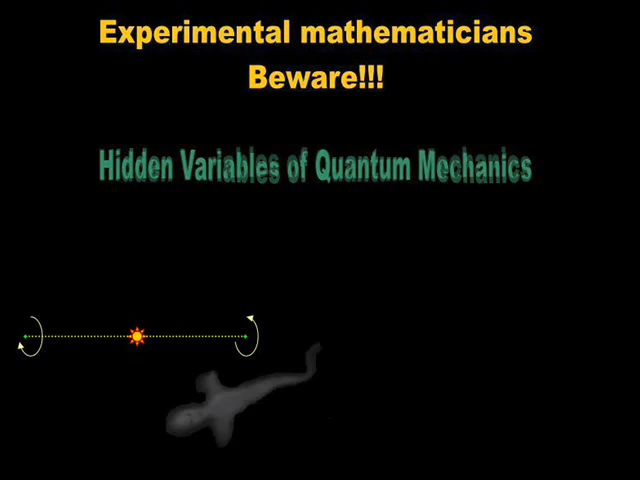 Experimental mathematicians
Beware!!!
Hidden Variables of Quantum Mechanics